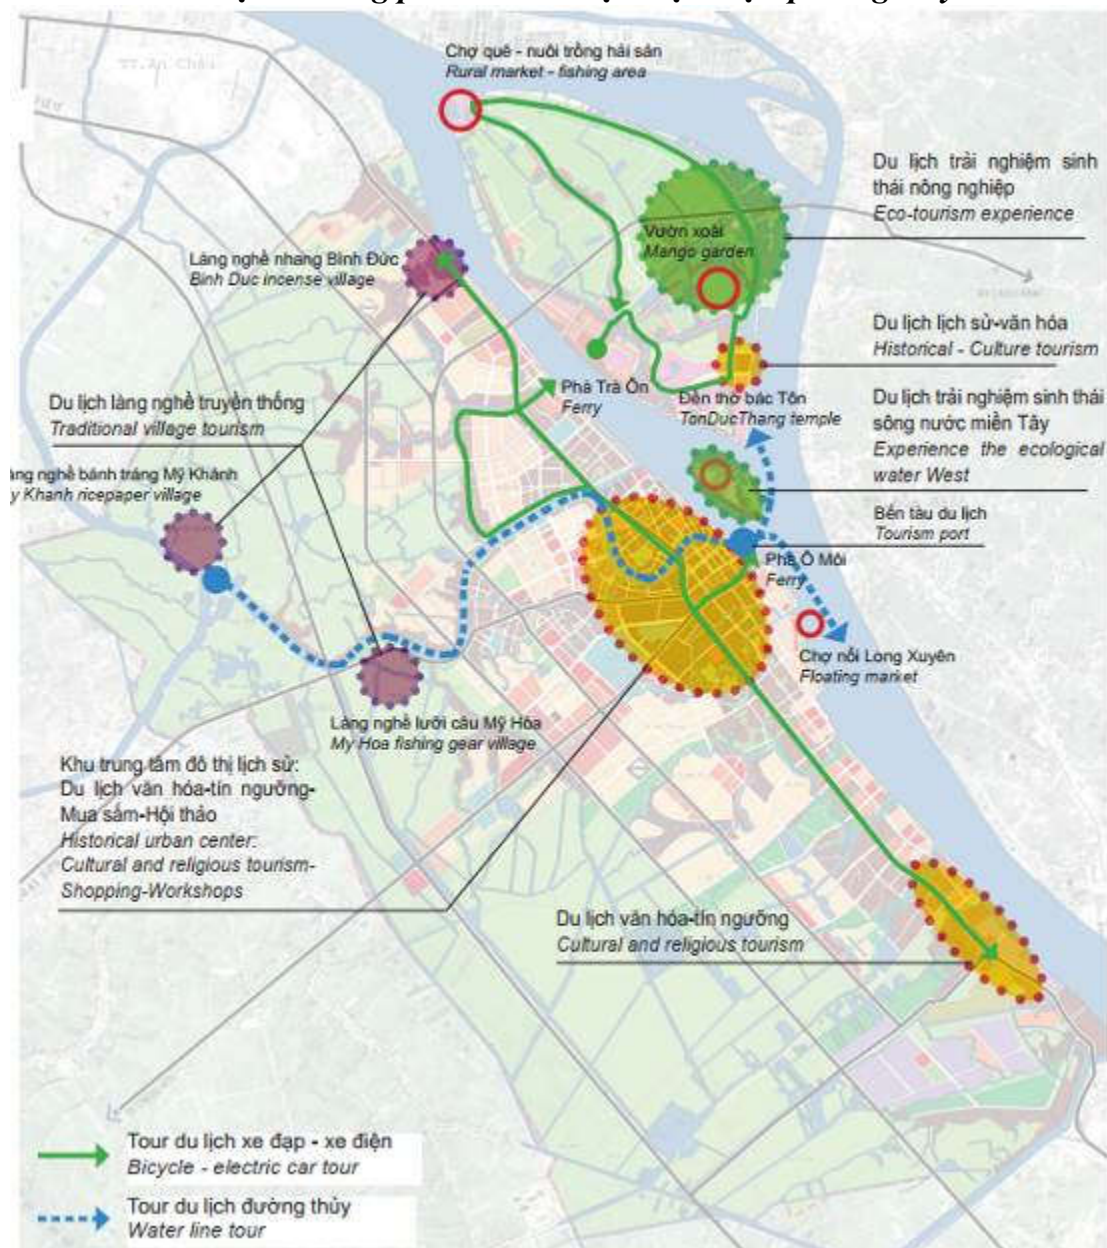 Chợ quê - nuôi trồng hải sản
Rural market - fishing area
TT.An Châu
Du lịch trải nghiệm sinh
thái nông nghiệp
Eco-tourism experience
Vườn xoài
Mango garden
Làng nghề nhang Bình Đức
Binh Duc incense village
Du lịch lịch sử-văn hóa
Historical - Culture tourism
Phà Trà Ôn
Ferry
Đền thờ bác Tôn
TonDucThang temple
Du lịch trải nghiệm sinh thái
sông nước miền Tây
Experience the ecological
water West
Du lịch làng nghề truyền thống
Traditional village tourism
àng nghề bánh tráng Mỹ Khánh
y Khanh ricepaper village
Bến tàu du lịch
Tourism port
Phà Ô Môi
Ferry
Chợ nổi Long Xuyên
Floating market
Làng nghề lưỡi câu Mỹ Hòa
My Hoa fishing gear village
Khu trung tâm đô thị lịch sử:
Du lịch văn hóa-tín ngưỡng-
Mua sắm-Hội thảo
Historical urban center:
Cultural and religious tourism-
Shopping-Workshops
Du lịch văn hóa-tín ngưỡng
Cultural and religious tourism
Tour du lịch xe đạp - xe điện
Bicycle - electric car tour
Tour du lịch đường thủy
Water line tour